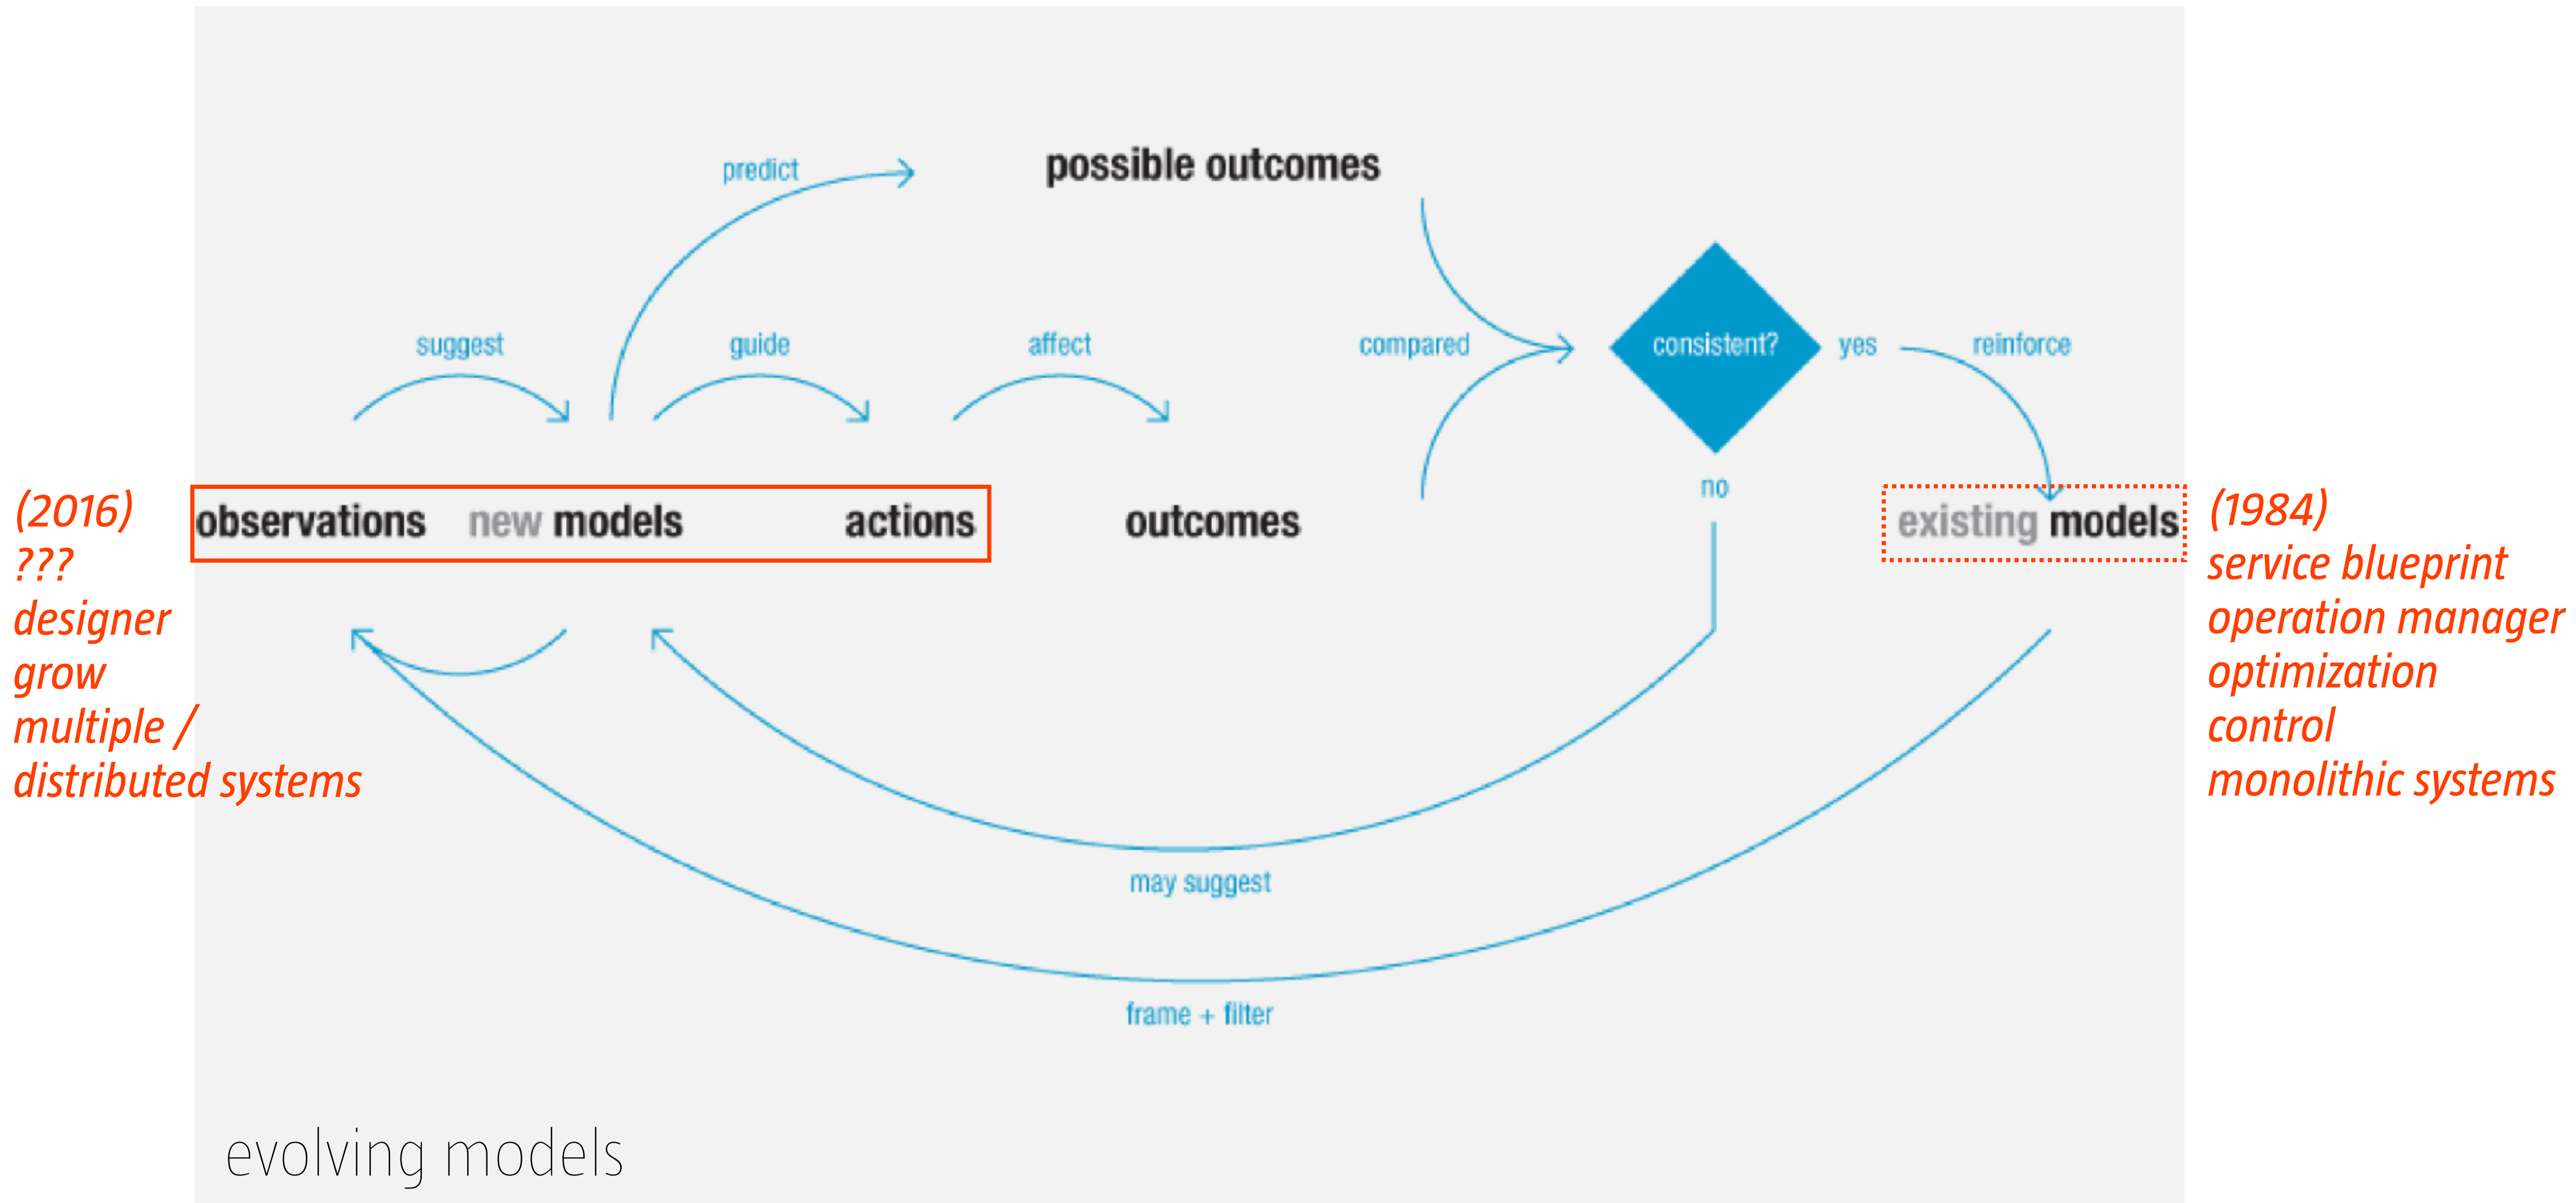 predict
possible outcomes
suggest
guide
affect
compared
consistent?
yes
reinforce
no
observations
new models
actions
outcomes
existing models
(2016)
???
designer
grow
multiple /
distributed systems
(1984)
service blueprint
operation manager
optimization
control
monolithic systems
may suggest
frame + filter
evolving models